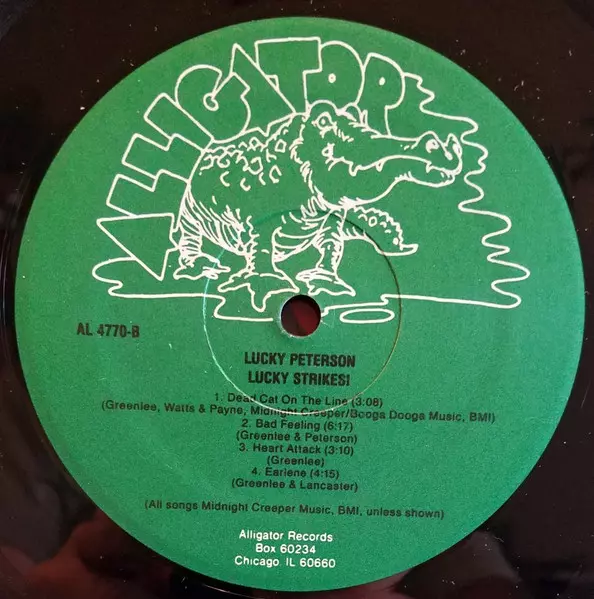 ALLIGATOR
AL 4770-B
LUCKY PETERSON
LUCKY STRIKES!
1. Dead Cat On The Line (3:08)
(Greenlee, Watts & Payne, Midnight Creeper/Booga Dooga Music, BMI)
2. Bad Feeling (6:17)
(Greenlee & Peterson)
3. Heart Attack (3:10)
(Greenlee)
4. Earlene (4:15)
(Greenlee & Lancaster)
(All songs Midnight Creeper Music, BMI, unless shown)
Alligator Records
Box 60234
Chicago, IL 60660